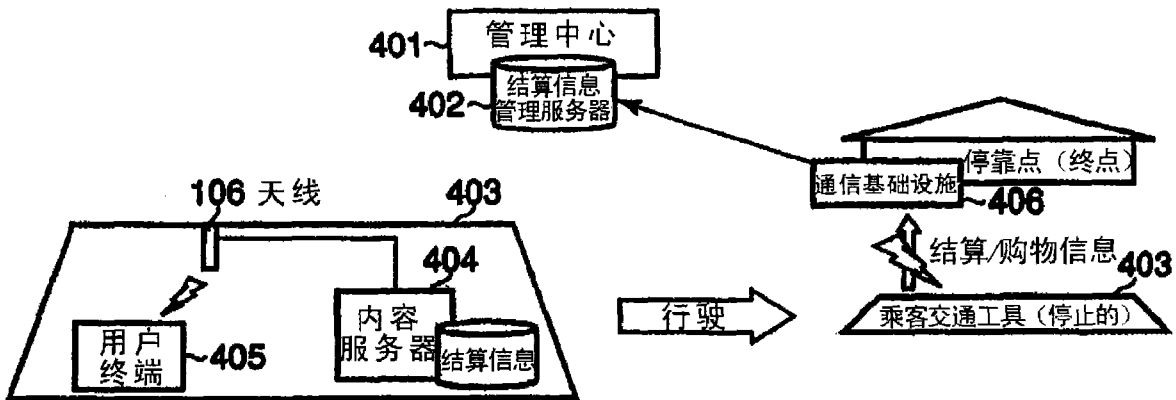 401
管理中心
402
结算信息
管理服务器
停靠点（终点）
通信基础设施
406
106 天线
403
404
结算/购物信息
403
内容
服务器
结算信息
行驶
乘客交通工具（停止的）
用户
终端
405